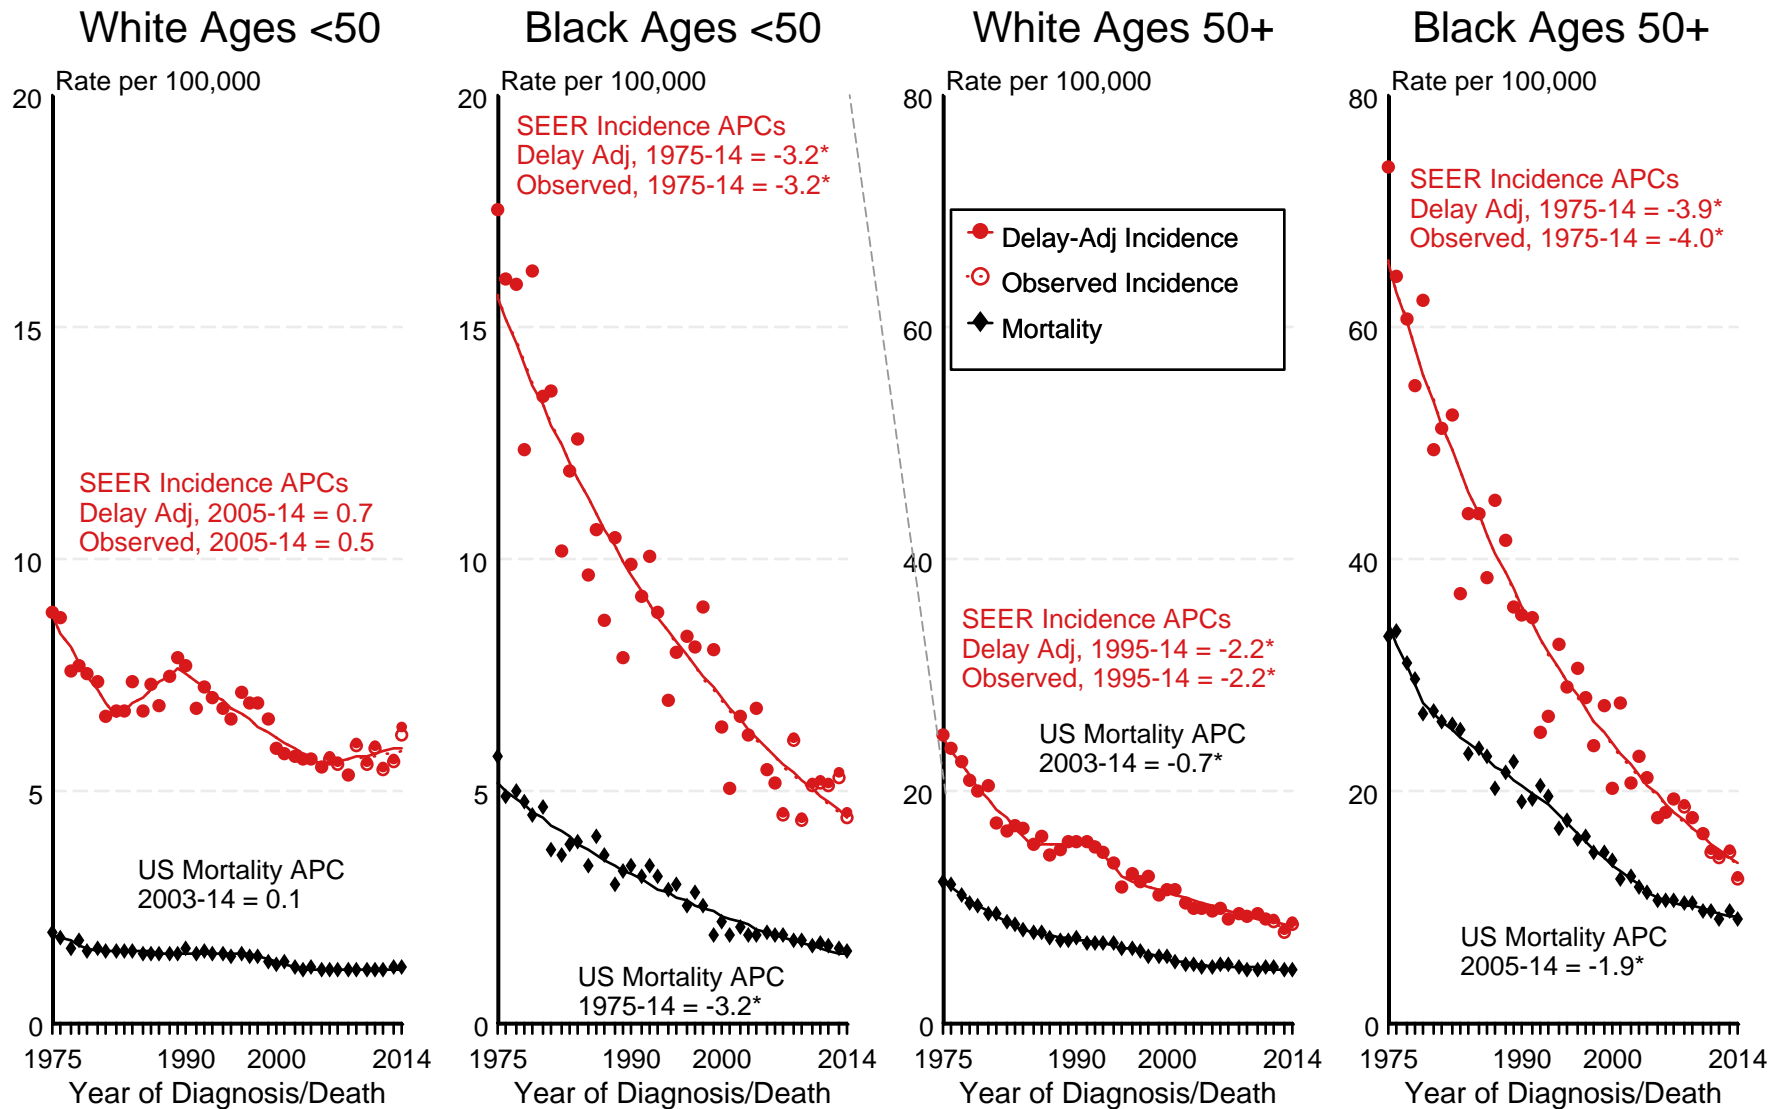 White Ages <50
Rate per 100,000
20
15
10
5
0
SEER Incidence APCs
Delay Adj, 2005-14 = 0.7
Observed, 2005-14 = 0.5
US Mortality APC
2003-14 = 0.1
1975 1990 2000 2014
Year of Diagnosis/Death
Black Ages <50
Rate per 100,000
20
15
10
5
0
SEER Incidence APCs
Delay Adj, 1975-14 = -3.2*
Observed, 1975-14 = -3.2*
US Mortality APC
1975-14 = -3.2*
1975 1990 2000 2014
Year of Diagnosis/Death
White Ages 50+
Rate per 100,000
80
60
40
20
0
Delay-Adj Incidence
Observed Incidence
Mortality
SEER Incidence APCs
Delay Adj, 1995-14 = -2.2*
Observed, 1995-14 = -2.2*
US Mortality APC
2003-14 = -0.7*
1975 1990 2000 2014
Year of Diagnosis/Death
Black Ages 50+
Rate per 100,000
80
60
40
20
0
SEER Incidence APCs
Delay Adj, 1975-14 = -3.9*
Observed, 1975-14 = -4.0*
US Mortality APC
2005-14 = -1.9*
1975 1990 2000 2014
Year of Diagnosis/Death